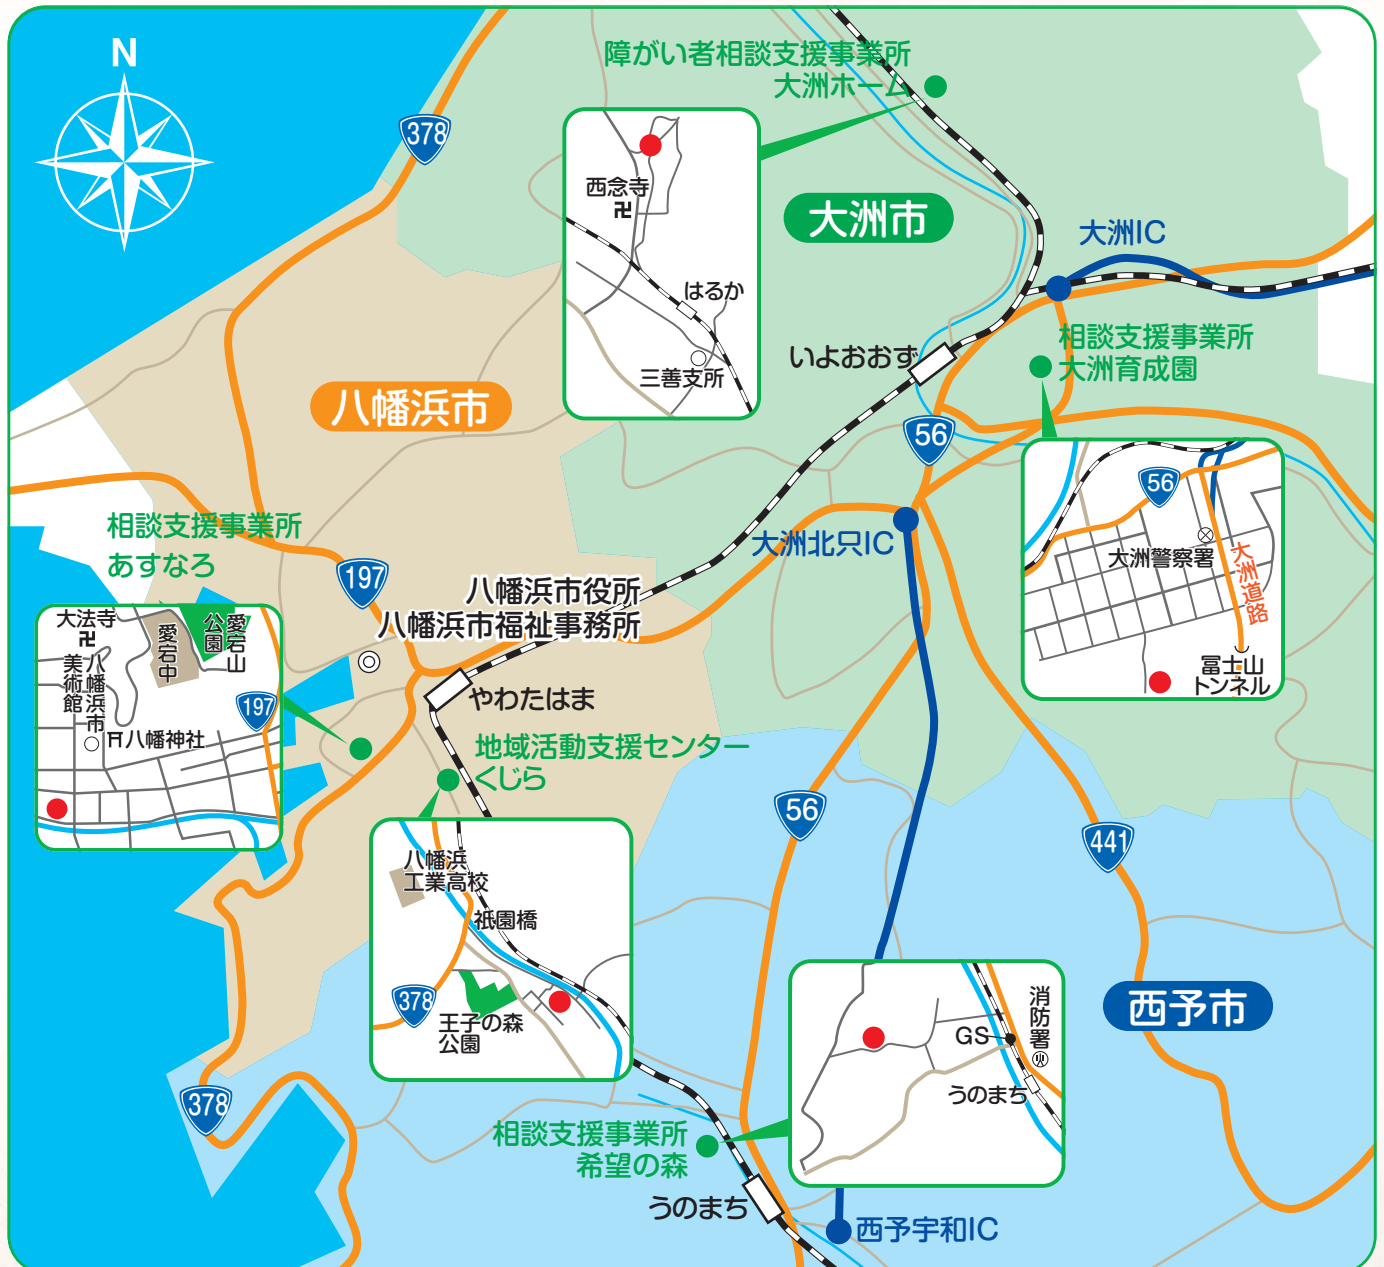 N
378
障がい者相談支援事業所
大洲ホーム
西念寺
はるか
三善支所
大洲市
大洲IC
相談支援事業所
大洲育成園
いよおおず
八幡浜市
56
大洲北只IC
56
大洲警察署
大洲道路
冨士山
トンネル
相談支援事業所
あすなろ
197
八幡浜市役所
八幡浜市福祉事務所
大法寺
愛宕中
愛宕山
公園
八幡浜市
美術館
197
八幡神社
やわたはま
地域活動支援センター
くじら
56
441
八幡浜
工業高校
祇園橋
378
王子の森
公園
西予市
消防署
GS
うのまち
378
相談支援事業所
希望の森
うのまち
西予宇和IC